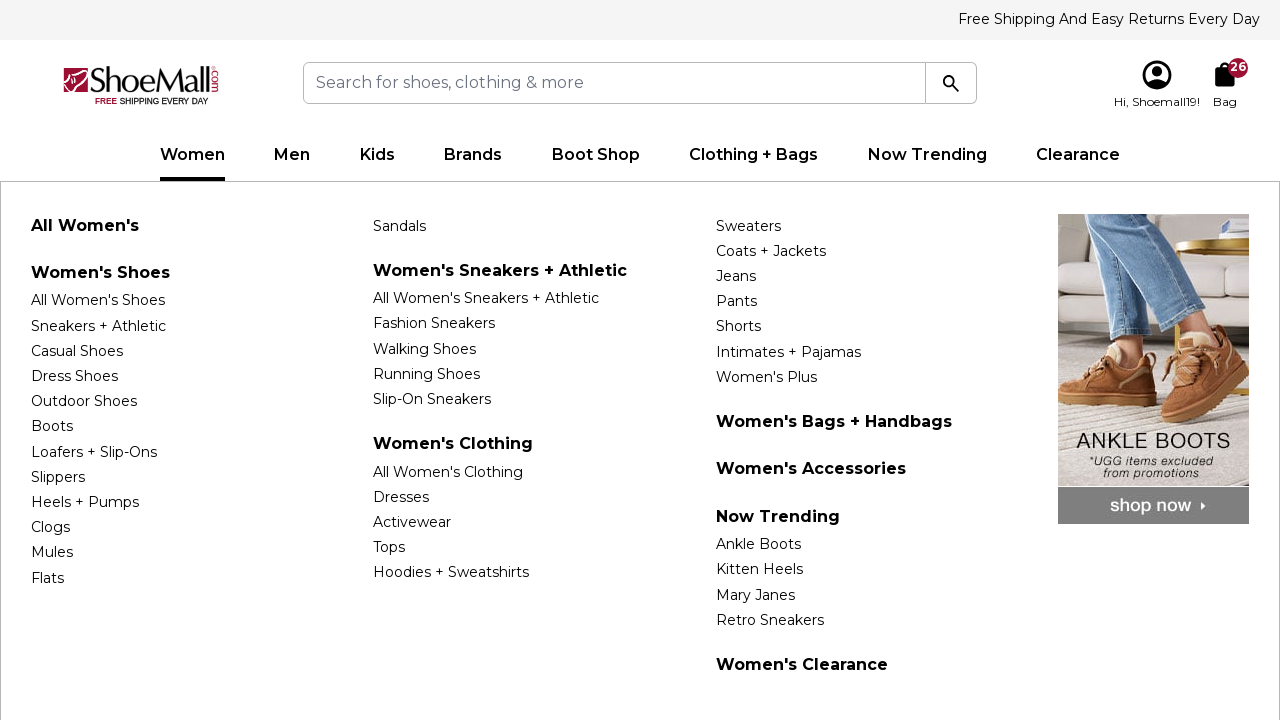 Free Shipping And Easy Returns Every Day
ShoeMall.com
FREE SHIPPING EVERY DAY
Search for shoes, clothing & more
26
Hi, Shoemall19!
Bag
Women
Men
Kids
Brands
Boot Shop
Clothing + Bags
Now Trending
Clearance
All Women's
Women's Shoes
All Women's Shoes
Sneakers + Athletic
Casual Shoes
Dress Shoes
Outdoor Shoes
Boots
Loafers + Slip-Ons
Slippers
Heels + Pumps
Clogs
Mules
Flats
Sandals
Women's Sneakers + Athletic
All Women's Sneakers + Athletic
Fashion Sneakers
Walking Shoes
Running Shoes
Slip-On Sneakers
Women's Clothing
All Women's Clothing
Dresses
Activewear
Tops
Hoodies + Sweatshirts
Sweaters
Coats + Jackets
Jeans
Pants
Shorts
Intimates + Pajamas
Women's Plus
Women's Bags + Handbags
Women's Accessories
Now Trending
Ankle Boots
Kitten Heels
Mary Janes
Retro Sneakers
Women's Clearance
ANKLE BOOTS
*UGG items excluded
from promotions
shop now